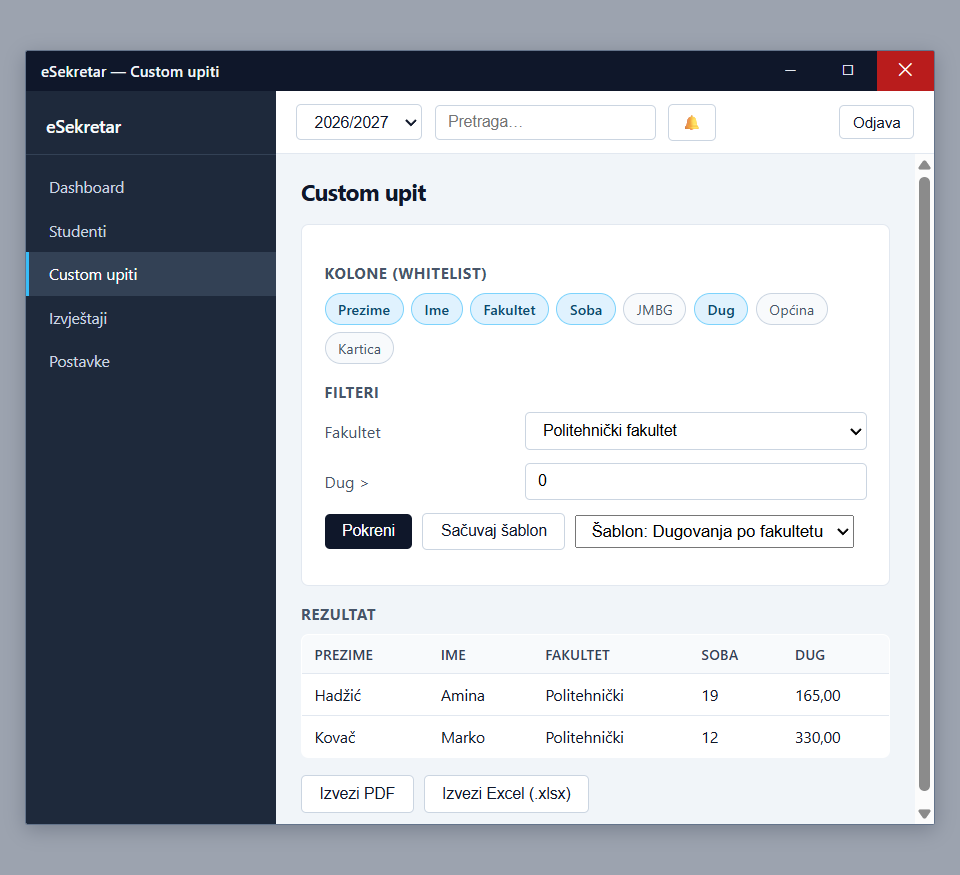 eSekretar — Custom upiti
eSekretar
2026/2027 Pretraga... Odjava
Dashboard
Studenti
Custom upiti
Izvještaji
Postavke
Custom upit
KOLONE (WHITELIST)
Prezime Ime Fakultet Soba JMBG Dug Općina
Kartica
FILTERI
Fakultet Politehnički fakultet
Dug > 0
Pokreni Sačuvaj šablon Šablon: Dugovanja po fakultetu
REZULTAT
PREZIME IME FAKULTET SOBA DUG
Hadžić Amina Politehnički 19 165,00
Kovač Marko Politehnički 12 330,00
Izvezi PDF Izvezi Excel (.xlsx)